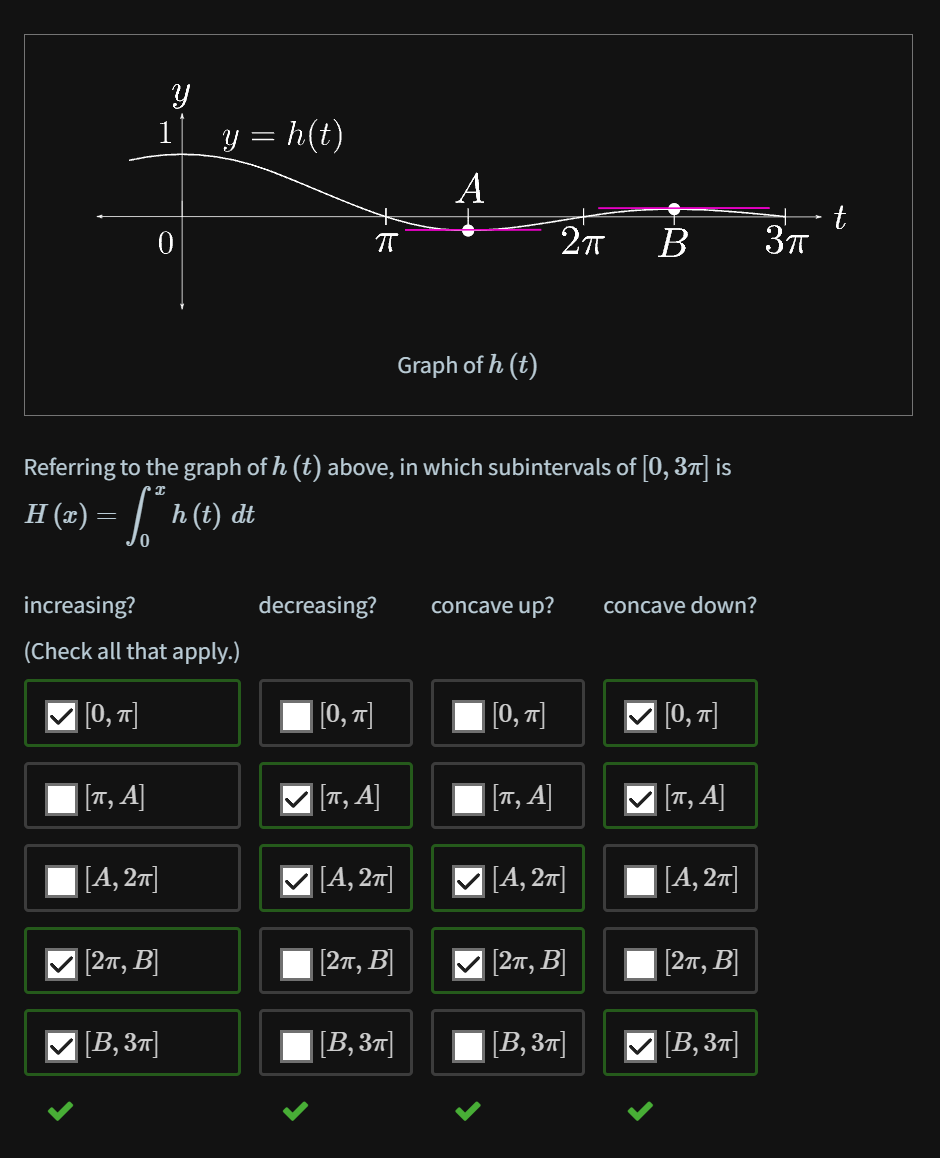 y
1
y = h(t)
A
t
0
π
2π
B
3π
Graph of h (t)
Referring to the graph of h (t) above, in which subintervals of [0, 3π] is
H (x) = ∫₀ˣ h (t) dt
increasing? decreasing? concave up? concave down?
(Check all that apply.)
[0, π] [0, π] [0, π] [0, π]
[π, A] [π, A] [π, A] [π, A]
[A, 2π] [A, 2π] [A, 2π] [A, 2π]
[2π, B] [2π, B] [2π, B] [2π, B]
[B, 3π] [B, 3π] [B, 3π] [B, 3π]